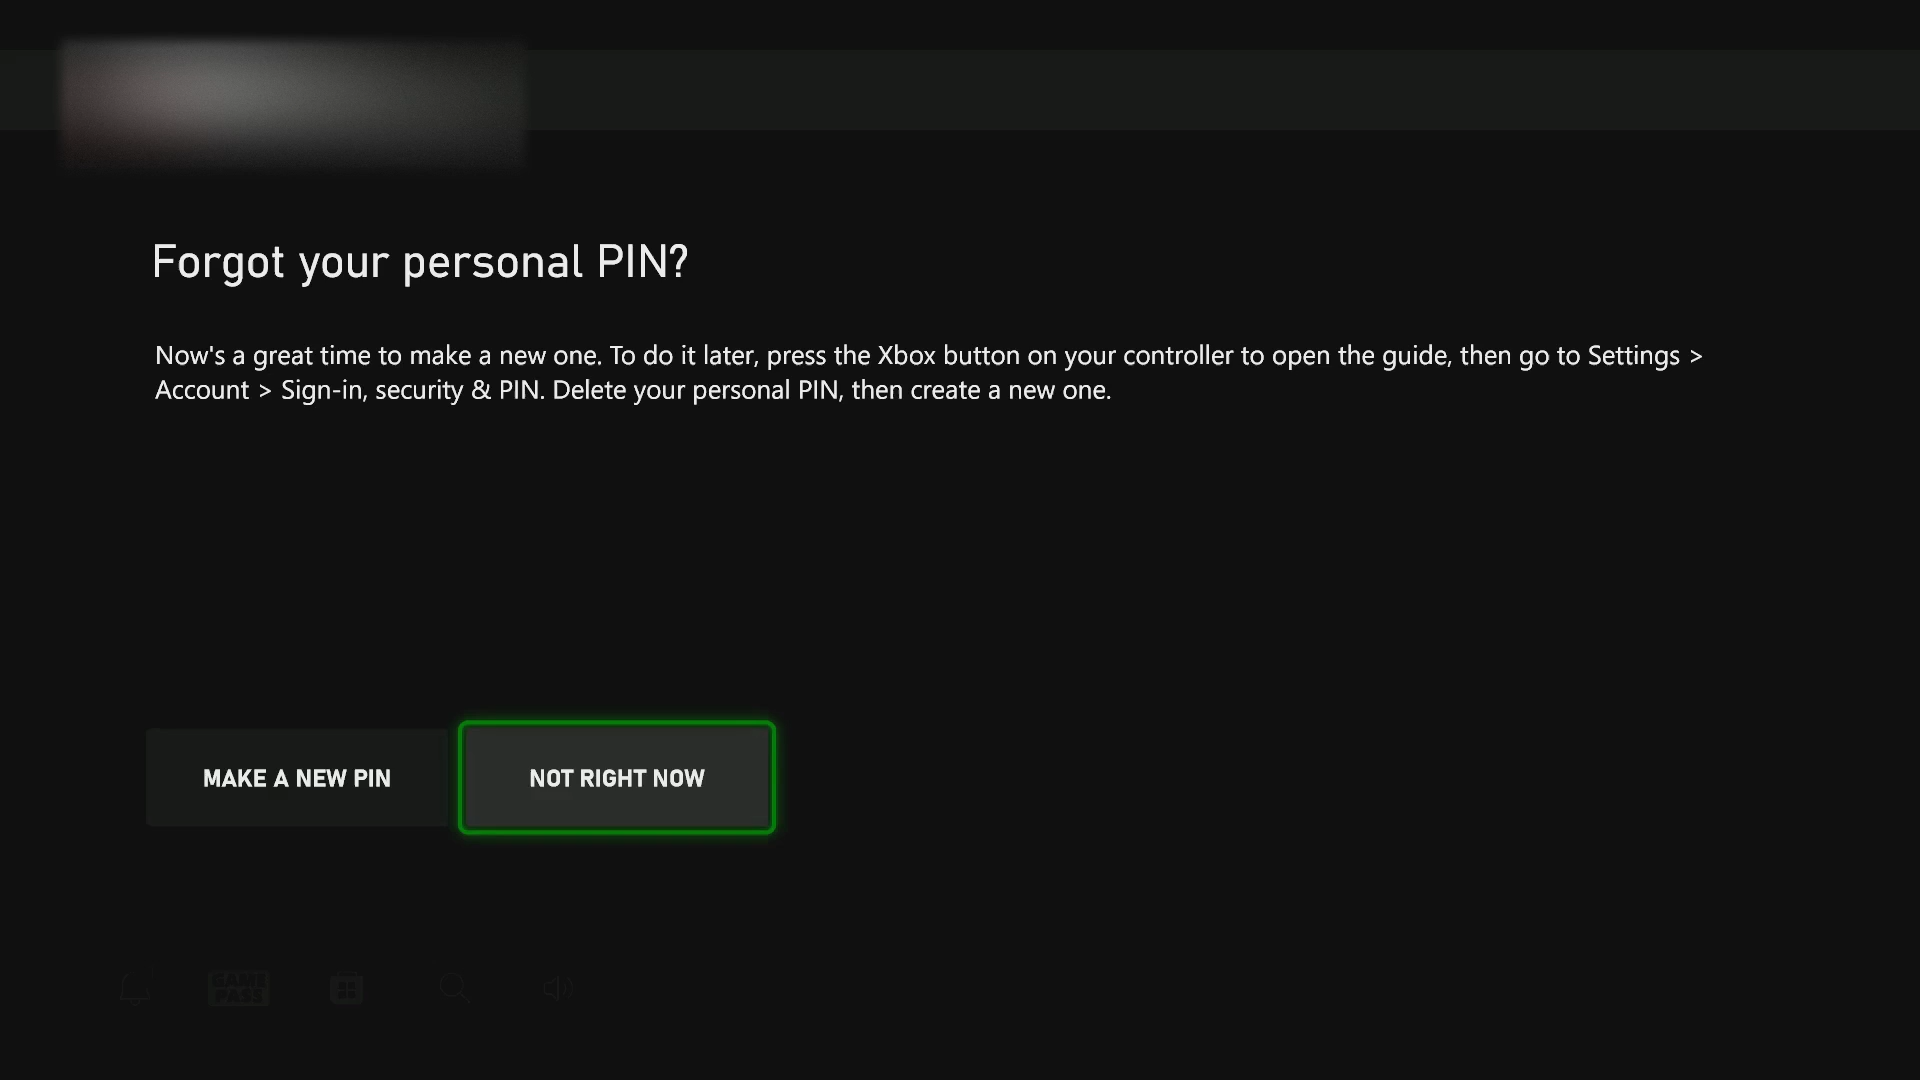 Forgot your personal PIN?
Now's a great time to make a new one. To do it later, press the Xbox button on your controller to open the guide, then go to Settings >
Account > Sign-in, security & PIN. Delete your personal PIN, then create a new one.
MAKE A NEW PIN
NOT RIGHT NOW
GAME
PASS